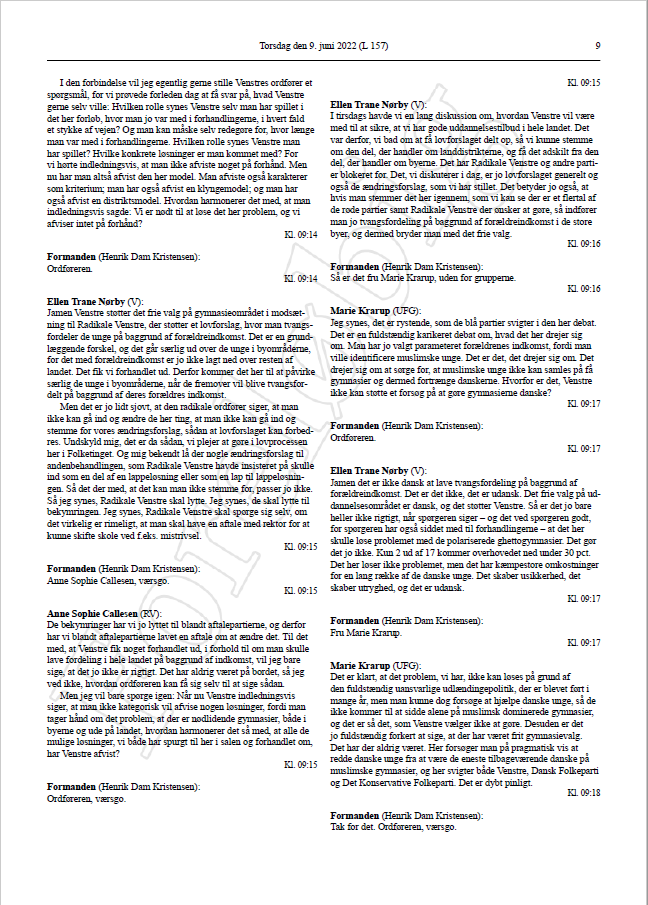 Torsdag den 9. juni 2022 (L 157)
9
I den forbindelse vil jeg egentlig gerne stille Venstres ordfører et
spørgsmål, for vi prøvede forleden dag at få svar på, hvad Venstre
gerne selv ville: Hvilken rolle synes Venstre selv man har spillet i
det her forløb, hvor man jo var med i forhandlingerne, i hvert fald
et stykke af vejen? Og man kan måske selv redegøre for, hvor længe
man var med i forhandlingerne. Hvilken rolle synes Venstre man
har spillet? Hvilke konkrete løsninger er man kommet med? For
vi hørte indledningsvis, at man ikke afviste noget på forhånd. Men
nu har man altså afvist den her model. Man afviste også karakterer
som kriterium; man har også afvist en klyngemodel; og man har
også afvist en distriktsmodel. Hvordan harmonerer det med, at man
indledningsvis sagde: Vi er nødt til at løse det her problem, og vi
afviser intet på forhånd?
Kl. 09:14
Formanden (Henrik Dam Kristensen):
Ordføreren.
Kl. 09:14
Ellen Trane Nørby (V):
Jamen Venstre støtter det frie valg på gymnasieområdet i modsæt-
ning til Radikale Venstre, der støtter et lovforslag, hvor man tvangs-
fordeler de unge på baggrund af forældreindkomst. Det er en grund-
læggende forskel, og det går særlig ud over de unge i byområderne,
for det med forældreindkomst er jo ikke lagt ned over resten af
landet. Det fik vi forhandlet ud. Derfor kommer det her til at påvirke
særlig de unge i byområderne, når de fremover vil blive tvangsfor-
delt på baggrund af deres forældres indkomst.
Men det er jo lidt sjovt, at den radikale ordfører siger, at man
ikke kan gå ind og ændre de her ting, at man ikke kan gå ind og
stemme for vores ændringsforslag, sådan at lovforslaget kan forbed-
res. Undskyld mig, det er da sådan, vi plejer at gøre i lovprocessen
her i Folketinget. Og mig bekendt lå der nogle ændringsforslag til
andenbehandlingen, som Radikale Venstre havde insisteret på skulle
ind som en del af en lappeløsning eller som en lap til lappeløsnin-
gen. Så det der med, at det kan man ikke stemme for, passer jo ikke.
Så jeg synes, Radikale Venstre skal lytte. Jeg synes, de skal lytte til
bekymringen. Jeg synes, Radikale Venstre skal spørge sig selv, om
det virkelig er rimeligt, at man skal have en aftale med rektor for at
kunne skifte skole ved f.eks. mistrivsel.
Kl. 09:15
Formanden (Henrik Dam Kristensen):
Anne Sophie Callesen, værsgo.
Kl. 09:15
Anne Sophie Callesen (RV):
De bekymringer har vi jo lyttet til blandt aftalepartierne, og derfor
har vi blandt aftalepartierne lavet en aftale om at ændre det. Til det
med, at Venstre fik noget forhandlet ud, i forhold til om man skulle
lave fordeling i hele landet på baggrund af indkomst, vil jeg bare
sige, at det jo ikke er rigtigt. Det har aldrig været på bordet, så jeg
ved ikke, hvordan ordføreren kan få sig selv til at sige sådan.
Men jeg vil bare spørge igen: Når nu Venstre indledningsvis
siger, at man ikke kategorisk vil afvise nogen løsninger, fordi man
tager hånd om det problem, at der er nødlidende gymnasier, både i
byerne og ude på landet, hvordan harmonerer det så med, at alle de
mulige løsninger, vi både har spurgt til her i salen og forhandlet om,
har Venstre afvist?
Kl. 09:15
Formanden (Henrik Dam Kristensen):
Ordføreren, værsgo.
Kl. 09:15
Ellen Trane Nørby (V):
I tirsdags havde vi en lang diskussion om, hvordan Venstre vil være
med til at sikre, at vi har gode uddannelsestilbud i hele landet. Det
var derfor, vi bad om at få lovforslaget delt op, så vi kunne stemme
om den del, der handler om landdistrikterne, og få det adskilt fra den
del, der handler om byerne. Det har Radikale Venstre og andre parti-
er blokeret for. Det, vi diskuterer i dag, er jo lovforslaget generelt og
også de ændringsforslag, som vi har stillet. Det betyder jo også, at
hvis man stemmer det her igennem, som vi kan se der er et flertal af
de røde partier samt Radikale Venstre der ønsker at gøre, så indfører
man jo tvangsfordeling på baggrund af forældreindkomst i de store
byer, og dermed bryder man med det frie valg.
Kl. 09:16
Formanden (Henrik Dam Kristensen):
Så er det fru Marie Krarup, uden for grupperne.
Kl. 09:16
Marie Krarup (UFG):
Jeg synes, det er rystende, som de blå partier svigter i den her debat.
Det er en fuldstændig karikeret debat om, hvad det her drejer sig
om. Man har jo valgt parameteret forældrenes indkomst, fordi man
ville identificere muslimske unge. Det er det, det drejer sig om. Det
drejer sig om at sørge for, at muslimske unge ikke kan samles på få
gymnasier og dermed fortrænge danskerne. Hvorfor er det, Venstre
ikke kan støtte et forsøg på at gøre gymnasierne danske?
Kl. 09:17
Formanden (Henrik Dam Kristensen):
Ordføreren.
Kl. 09:17
Ellen Trane Nørby (V):
Jamen det er ikke dansk at lave tvangsfordeling på baggrund af
forældreindkomst. Det er det ikke, det er udansk. Det frie valg på ud-
dannelsesområdet er dansk, og det støtter Venstre. Så er det jo bare
heller ikke rigtigt, når spørgeren siger – og det ved spørgeren godt,
for spørgeren har også siddet med til forhandlingerne – at det her
skulle løse problemet med de polariserede ghettogymnasier. Det gør
det jo ikke. Kun 2 ud af 17 kommer overhovedet ned under 30 pct.
Det her løser ikke problemet, men det har kæmpestore omkostninger
for en lang række af de danske unge. Det skaber usikkerhed, det
skaber utryghed, og det er udansk.
Kl. 09:17
Formanden (Henrik Dam Kristensen):
Fru Marie Krarup.
Kl. 09:17
Marie Krarup (UFG):
Det er klart, at det problem, vi har, ikke kan løses på grund af
den fuldstændig uansvarlige udlændingepolitik, der er blevet ført i
mange år, men man kunne dog forsøge at hjælpe danske unge, så de
ikke kommer til at sidde alene på muslimsk dominerede gymnasier,
og det er så det, som Venstre vælger ikke at gøre. Desuden er det
jo fuldstændig forkert at sige, at der har været frit gymnasievalg.
Det har der aldrig været. Her forsøger man på pragmatisk vis at
redde danske unge fra at være de eneste tilbageværende danske på
muslimske gymnasier, og her svigter både Venstre, Dansk Folkeparti
og Det Konservative Folkeparti. Det er dybt pinligt.
Kl. 09:18
Formanden (Henrik Dam Kristensen):
Tak for det. Ordføreren, værsgo.